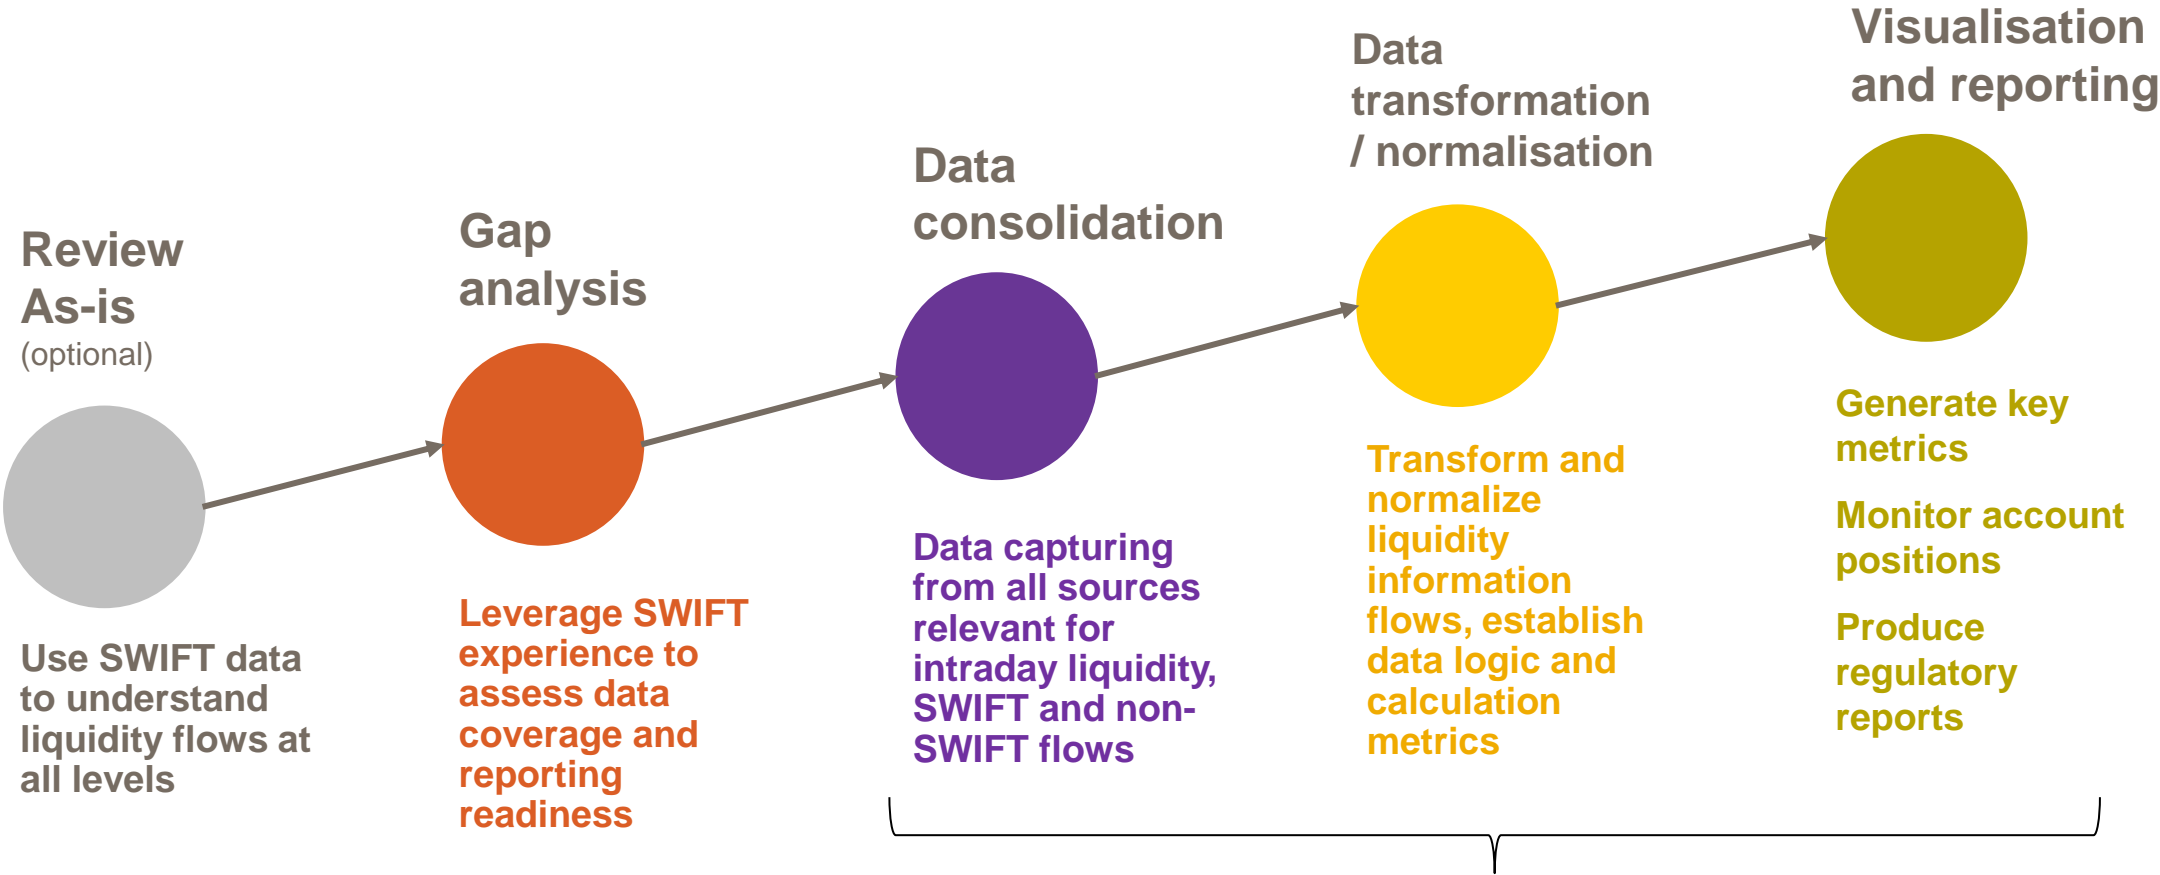 Review
As-is
(optional)
Use SWIFT data
to understand
liquidity flows at
all levels
Gap
analysis
Leverage SWIFT
experience to
assess data
coverage and
reporting
readiness
Data
consolidation
Data capturing
from all sources
relevant for
intraday liquidity,
SWIFT and non-
SWIFT flows
Data
transformation
/ normalisation
Transform and
normalize
liquidity
information
flows, establish
data logic and
calculation
metrics
Visualisation
and reporting
Generate key
metrics
Monitor account
positions
Produce
regulatory
reports